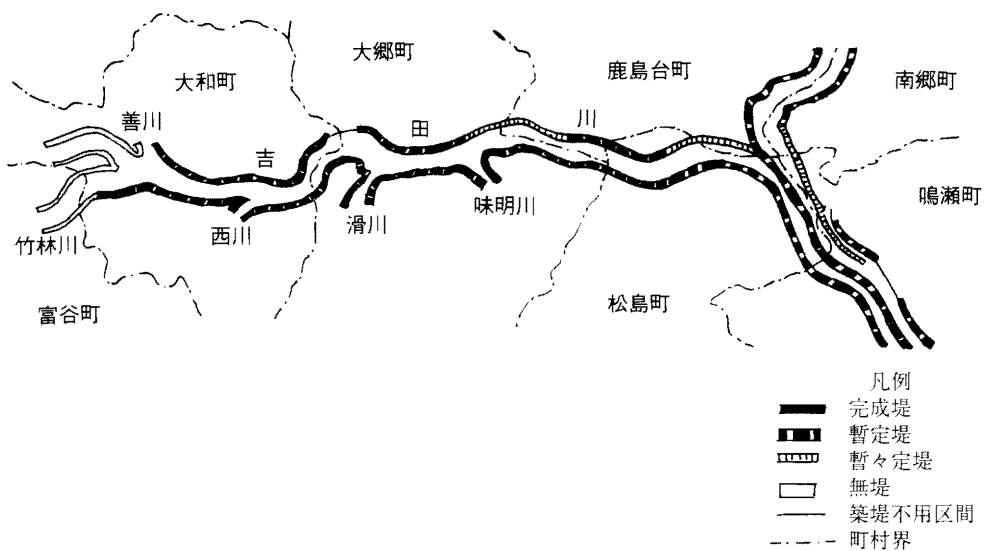 大郷町
鹿島台町
大和町
南郷町
善川
吉田川
鳴瀬町
味明川
滑川
西川
竹林川
松島町
富谷町
凡例
完成堤
暫定堤
暫々定堤
無堤
築堤不用区間
町村界